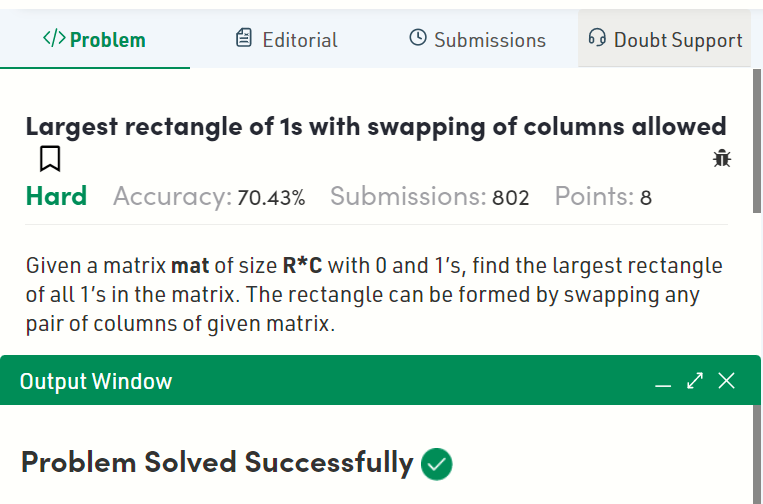 </> Problem Editorial Submissions Doubt Support
Largest rectangle of 1s with swapping of columns allowed
Hard Accuracy: 70.43% Submissions: 802 Points: 8
Given a matrix mat of size R*C with 0 and 1's, find the largest rectangle
of all 1's in the matrix. The rectangle can be formed by swapping any
pair of columns of given matrix.
Output Window
Problem Solved Successfully